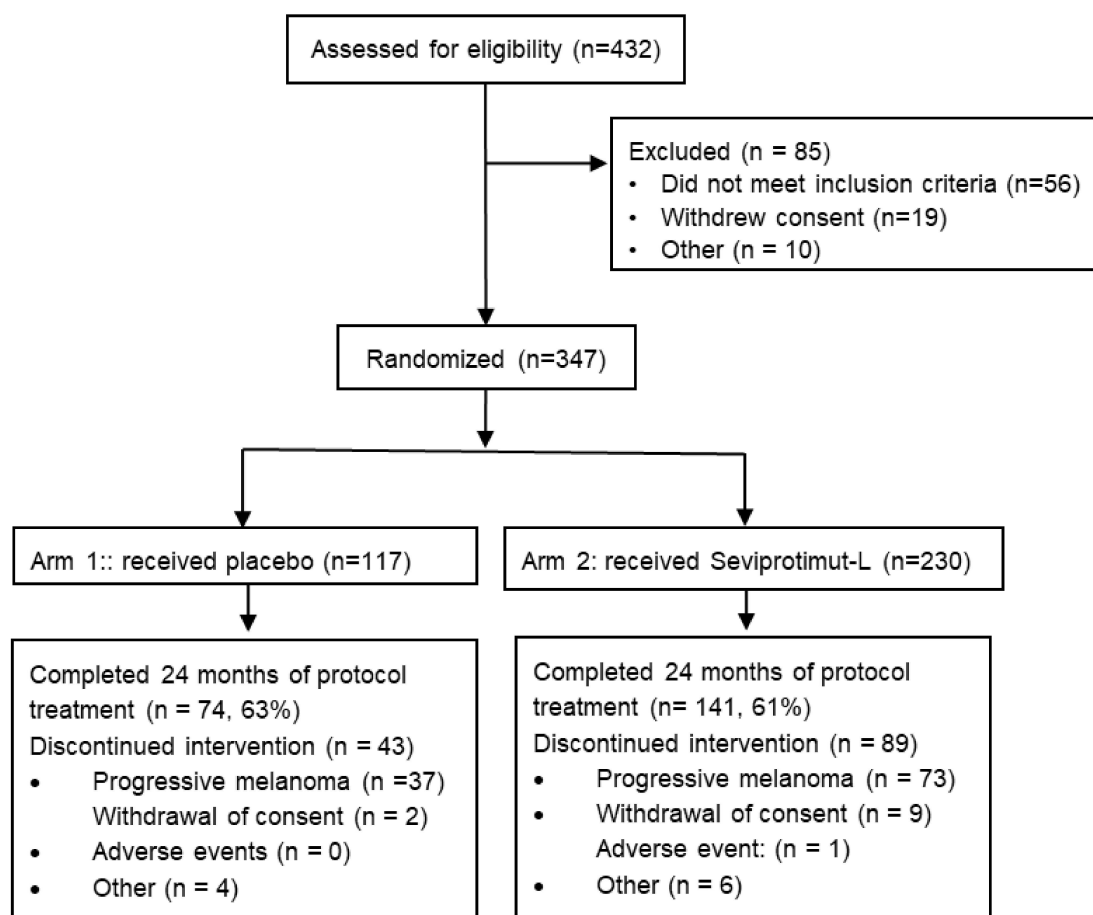 Assessed for eligibility (n=432)
Excluded (n = 85)
• Did not meet inclusion criteria (n=56)
• Withdrew consent (n=19)
• Other (n = 10)
Randomized (n=347)
Arm 1:: received placebo (n=117)
Arm 2: received Seviprotimut-L (n=230)
Completed 24 months of protocol
treatment (n = 74, 63%)
Discontinued intervention (n = 43)
• Progressive melanoma (n =37)
Withdrawal of consent (n = 2)
• Adverse events (n = 0)
• Other (n = 4)
Completed 24 months of protocol
treatment (n= 141, 61%)
Discontinued intervention (n = 89)
• Progressive melanoma (n = 73)
• Withdrawal of consent (n = 9)
Adverse event: (n = 1)
• Other (n = 6)